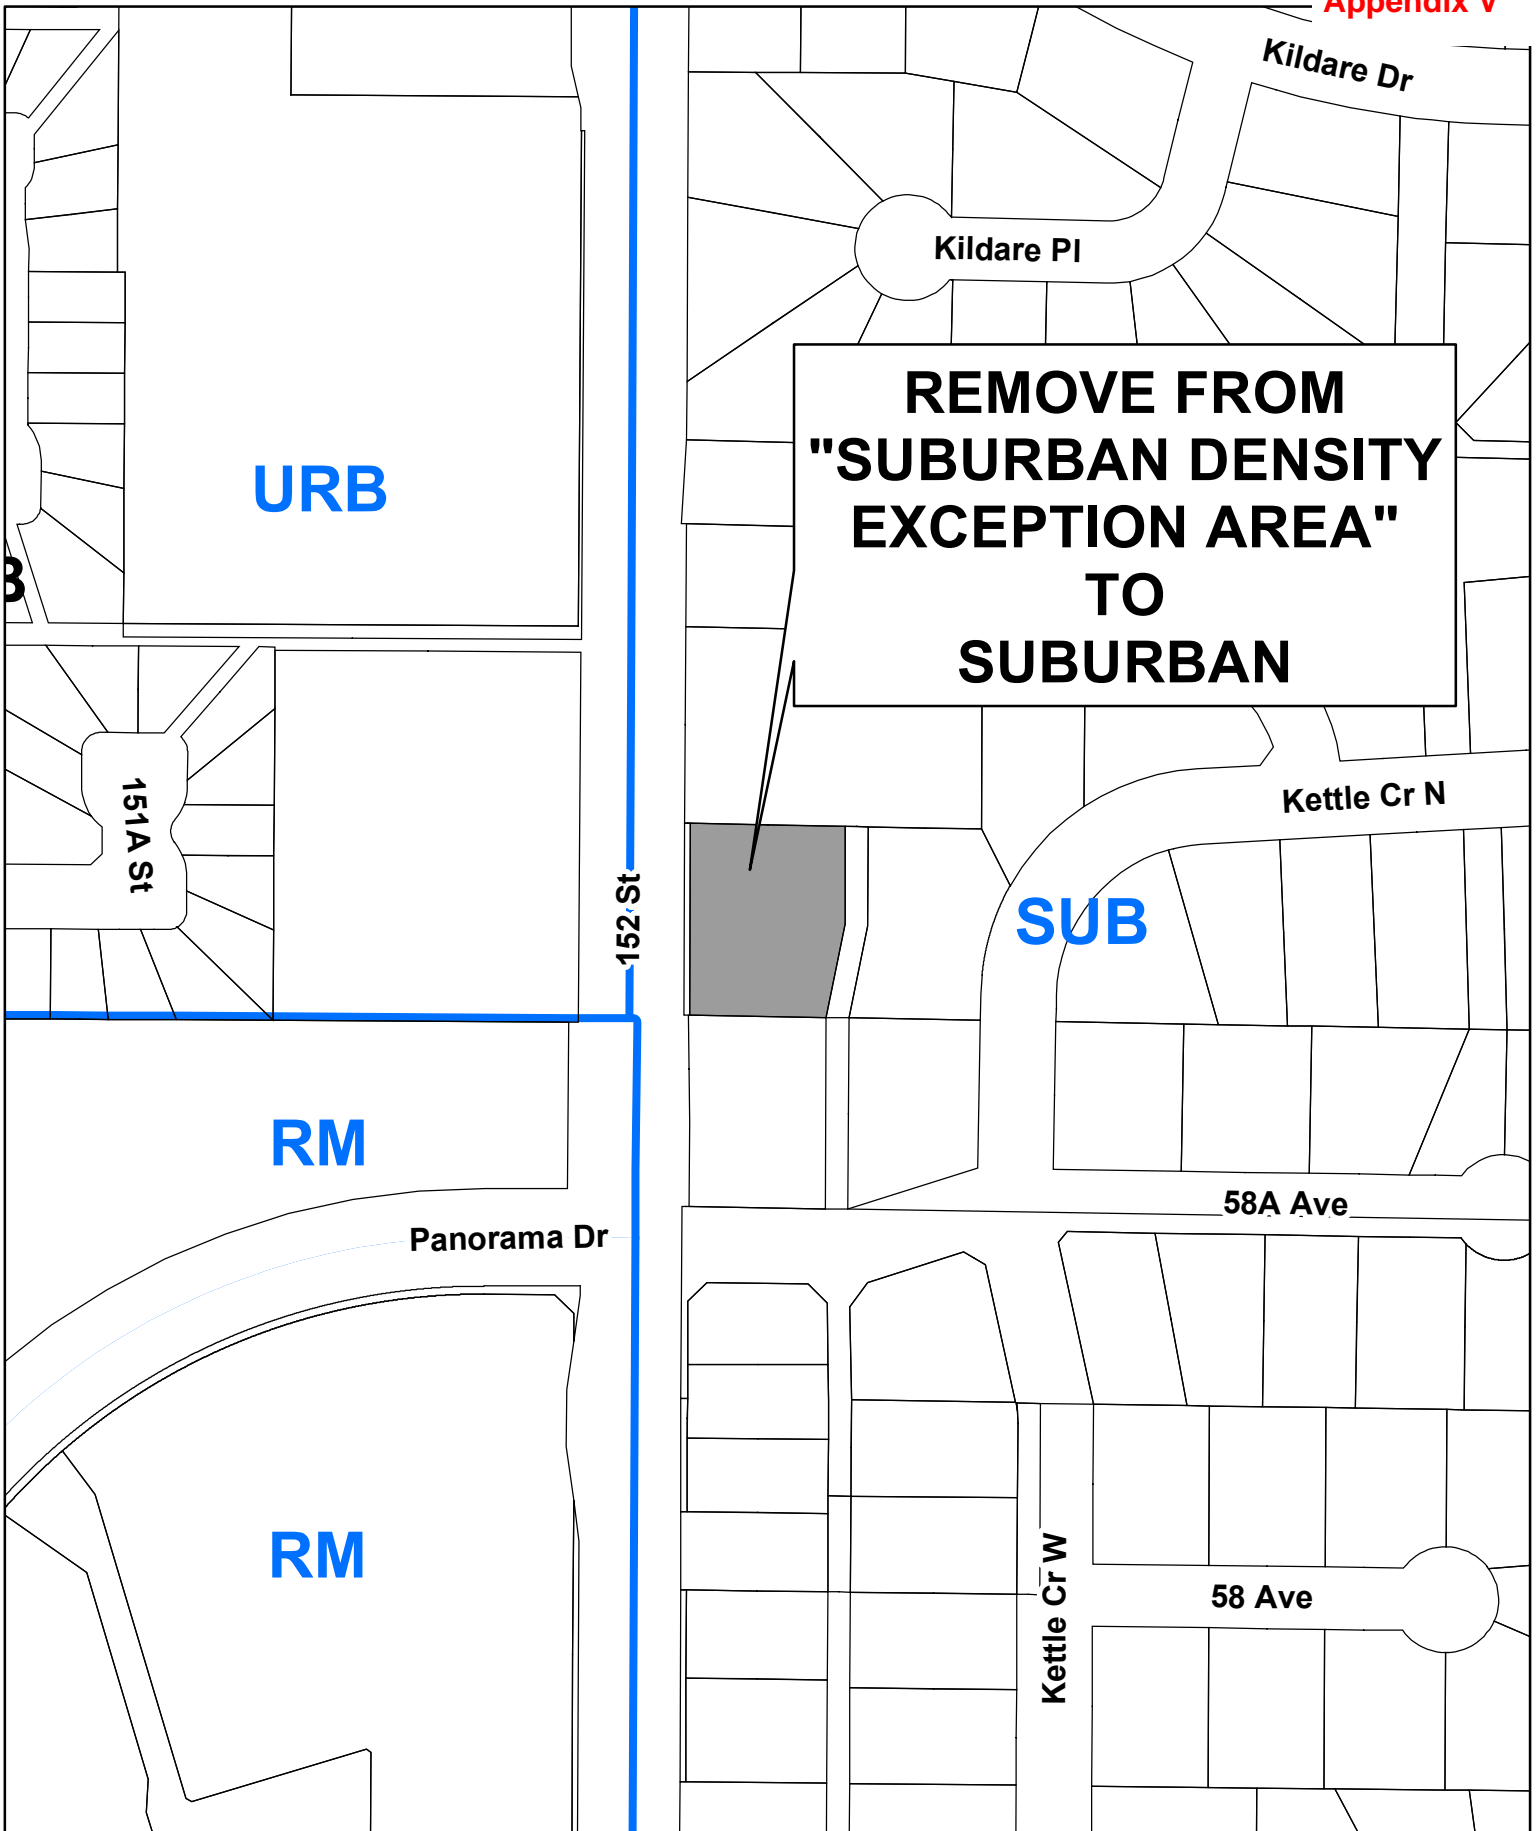 Appendix V
Kildare Dr
Kildare Pl
REMOVE FROM
"SUBURBAN DENSITY
EXCEPTION AREA"
TO
SUBURBAN
URB
Kettle Cr N
151A St
152 St
SUB
RM
58A Ave
Panorama Dr
RM
Kettle Cr W
58 Ave